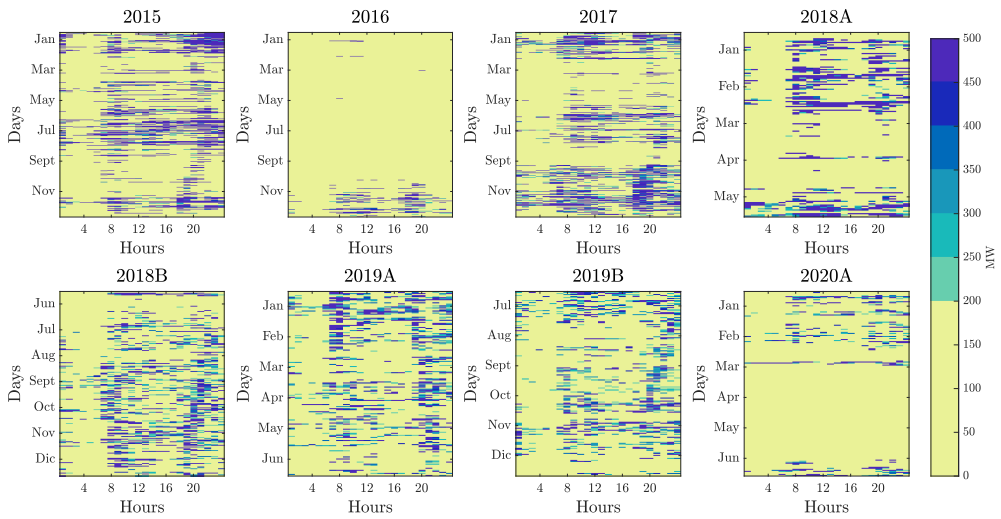 2015
2016
2017
2018A
Days
Jan
Mar
May
Jul
Sept
Nov
4 8 12 16 20
Hours
Days
Jan
Mar
May
Jul
Sept
Nov
4 8 12 16 20
Hours
Days
Jan
Mar
May
Jul
Sept
Nov
4 8 12 16 20
Hours
Days
Jan
Feb
Mar
Apr
May
4 8 12 16 20
Hours
2018B
2019A
2019B
2020A
Days
Jun
Jul
Aug
Sept
Oct
Nov
Dic
4 8 12 16 20
Hours
Days
Jan
Feb
Mar
Apr
May
Jun
4 8 12 16 20
Hours
Days
Jul
Aug
Sept
Oct
Nov
Dic
4 8 12 16 20
Hours
Days
Jan
Feb
Mar
Apr
May
Jun
4 8 12 16 20
Hours
500
450
400
350
300
250
200
150
100
50
0
MW